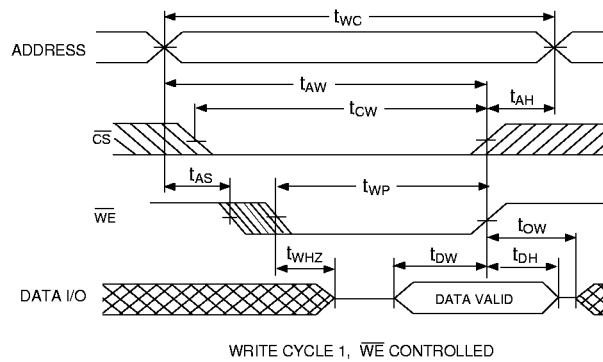 tWC
ADDRESS
tAW
tCW
tAH
CS
tAS
tWP
WE
tOW
tWHZ
tDW
tDH
DATA I/O
DATA VALID
WRITE CYCLE 1, WE CONTROLLED